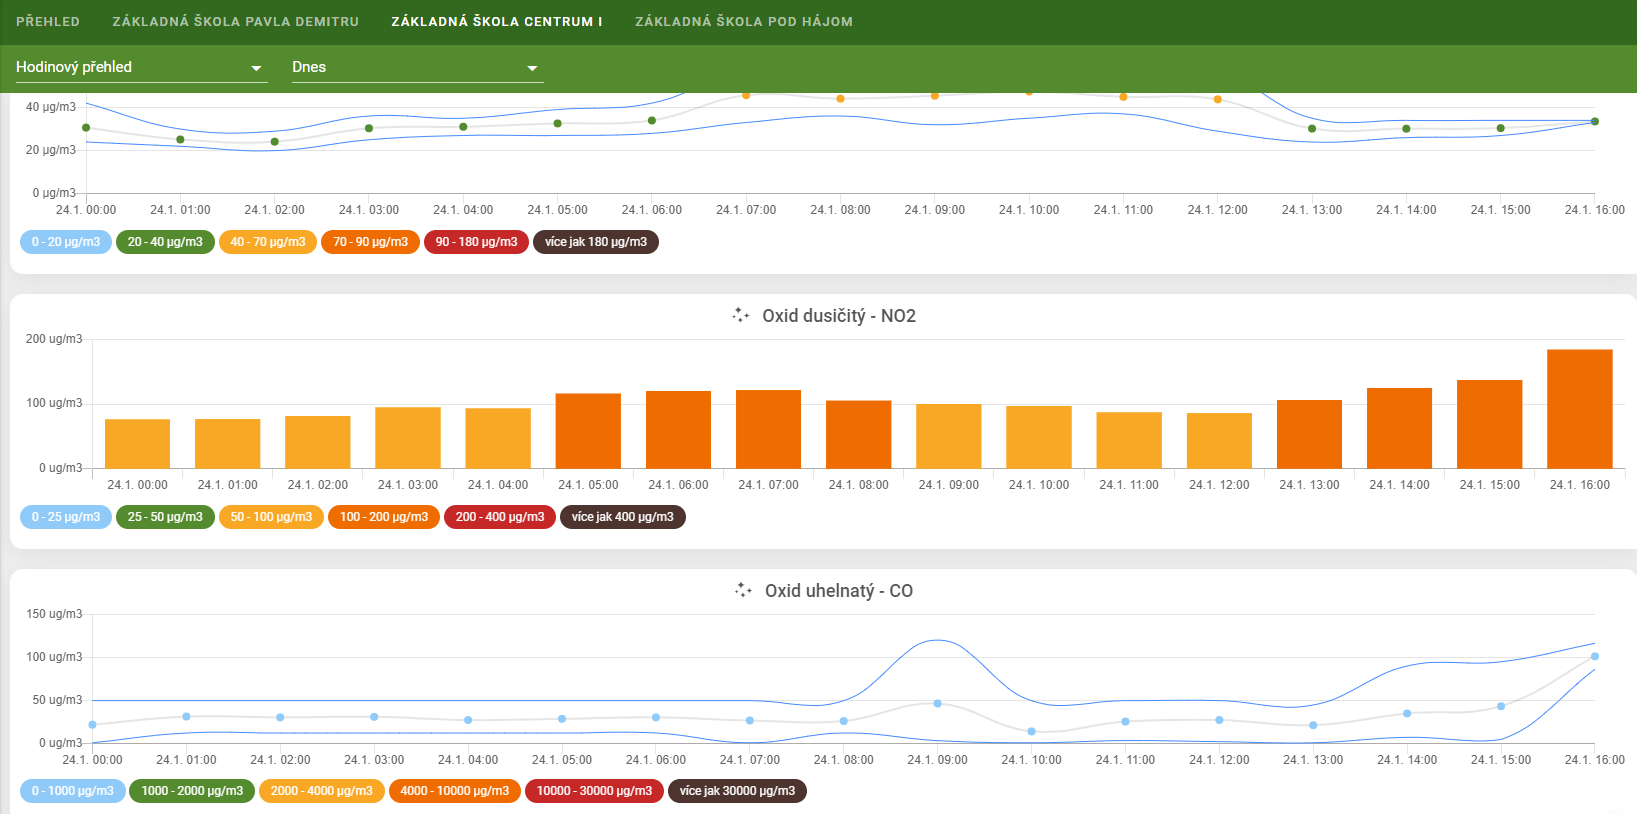 PŘEHLED ZÁKLADNÁ ŠKOLA PAVLA DEMITRU ZÁKLADNÁ ŠKOLA CENTRUM I ZÁKLADNÁ ŠKOLA POD HÁJOM
Hodinový přehled Dnes
40 µg/m3
20 µg/m3
0 µg/m3
24.1. 00:00 24.1. 01:00 24.1. 02:00 24.1. 03:00 24.1. 04:00 24.1. 05:00 24.1. 06:00 24.1. 07:00 24.1. 08:00 24.1. 09:00 24.1. 10:00 24.1. 11:00 24.1. 12:00 24.1. 13:00 24.1. 14:00 24.1. 15:00 24.1. 16:00
0 - 20 µg/m3 20 - 40 µg/m3 40 - 70 µg/m3 70 - 90 µg/m3 90 - 180 µg/m3 více jak 180 µg/m3
Oxid dusičitý - NO2
200 ug/m3
100 ug/m3
0 ug/m3
24.1. 00:00 24.1. 01:00 24.1. 02:00 24.1. 03:00 24.1. 04:00 24.1. 05:00 24.1. 06:00 24.1. 07:00 24.1. 08:00 24.1. 09:00 24.1. 10:00 24.1. 11:00 24.1. 12:00 24.1. 13:00 24.1. 14:00 24.1. 15:00 24.1. 16:00
0 - 25 µg/m3 25 - 50 µg/m3 50 - 100 µg/m3 100 - 200 µg/m3 200 - 400 µg/m3 více jak 400 µg/m3
Oxid uhelnatý - CO
150 ug/m3
100 ug/m3
50 ug/m3
0 ug/m3
24.1. 00:00 24.1. 01:00 24.1. 02:00 24.1. 03:00 24.1. 04:00 24.1. 05:00 24.1. 06:00 24.1. 07:00 24.1. 08:00 24.1. 09:00 24.1. 10:00 24.1. 11:00 24.1. 12:00 24.1. 13:00 24.1. 14:00 24.1. 15:00 24.1. 16:00
0 - 1000 µg/m3 1000 - 2000 µg/m3 2000 - 4000 µg/m3 4000 - 10000 µg/m3 10000 - 30000 µg/m3 více jak 30000 µg/m3